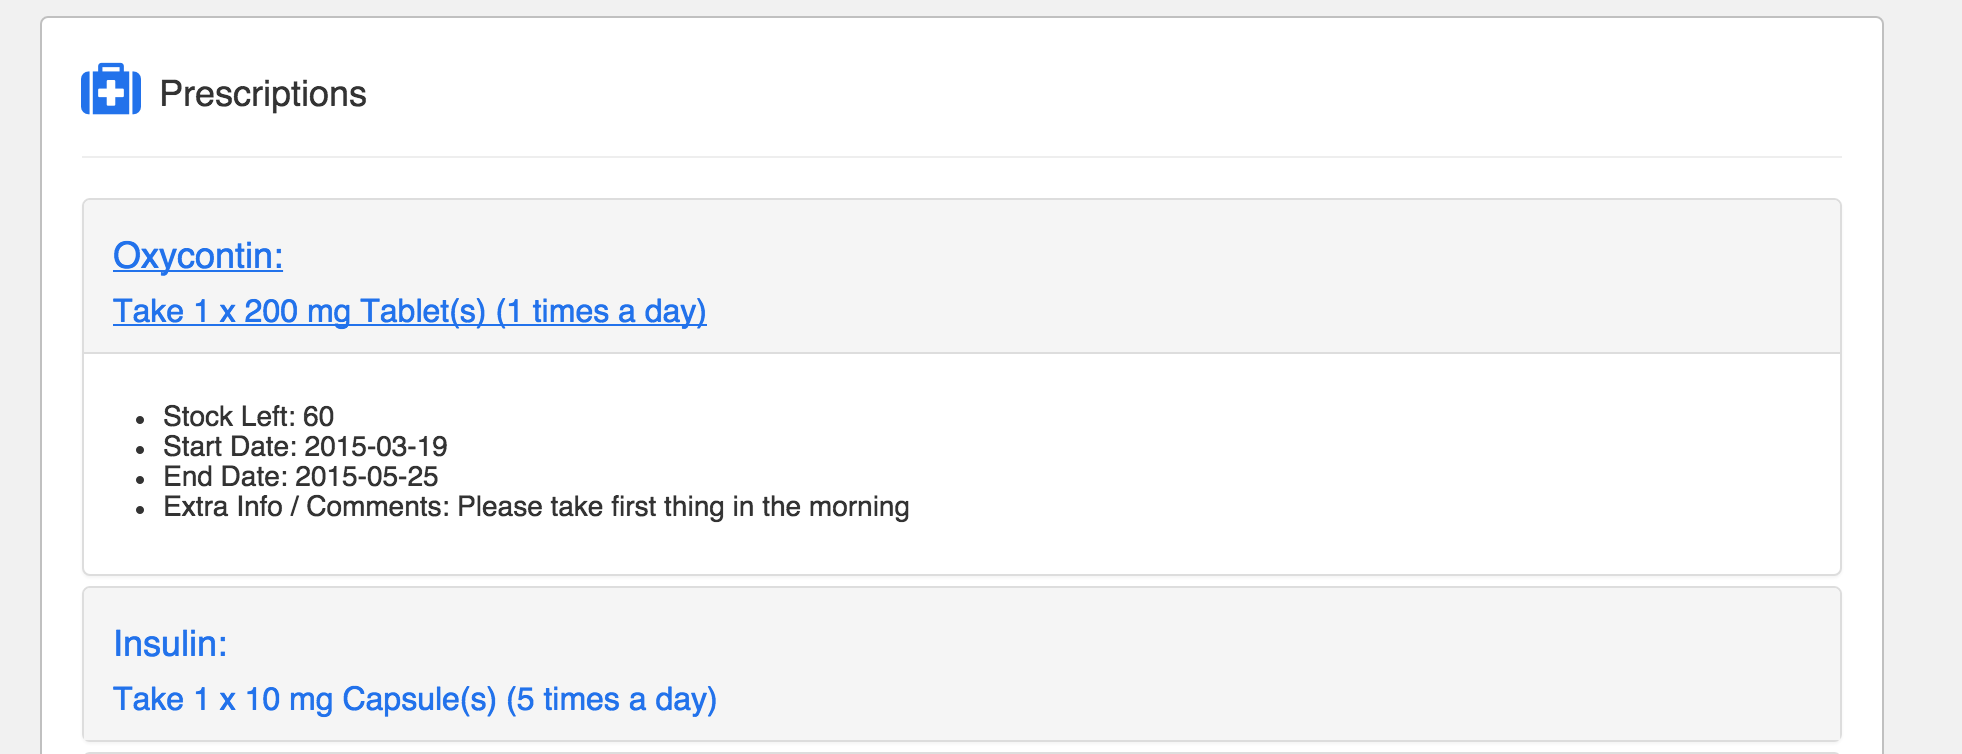 Prescriptions
Oxycontin:
Take 1 x 200 mg Tablet(s) (1 times a day)
Stock Left: 60
Start Date: 2015-03-19
End Date: 2015-05-25
Extra Info / Comments: Please take first thing in the morning
Insulin:
Take 1 x 10 mg Capsule(s) (5 times a day)